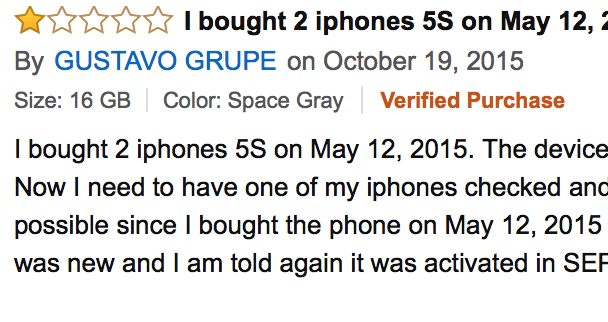 I bought 2 iphones 5S on May 12,
By GUSTAVO GRUPE on October 19, 2015
Size: 16 GB Color: Space Gray Verified Purchase
I bought 2 iphones 5S on May 12, 2015. The device
Now I need to have one of my iphones checked and
possible since I bought the phone on May 12, 2015
was new and I am told again it was activated in